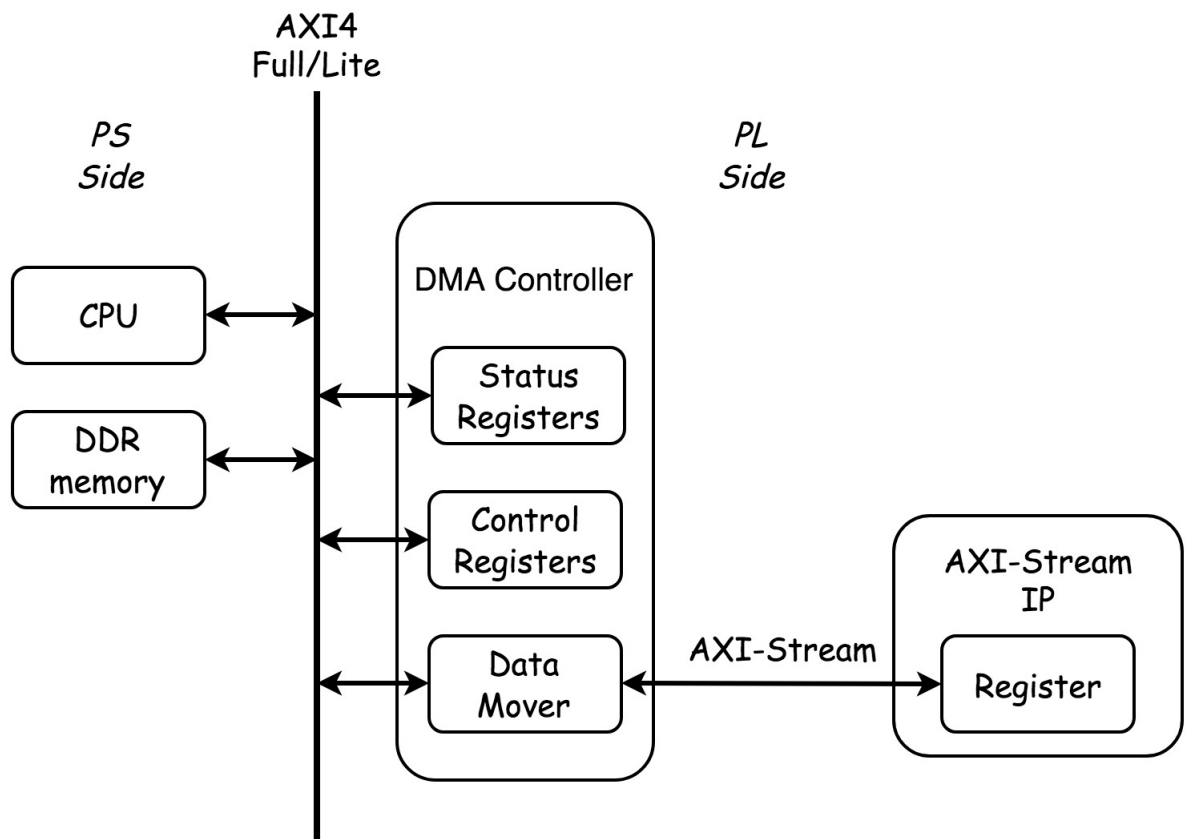 AXI4
Full/Lite
PS
Side
PL
Side
CPU
DDR
memory
DMA Controller
Status
Registers
Control
Registers
Data
Mover
AXI-Stream
AXI-Stream
IP
Register